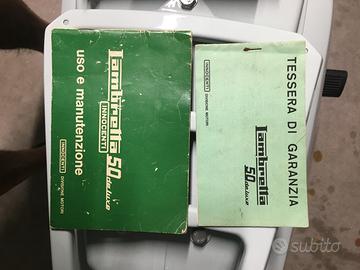 Lambretta 50 de luxe
INNOCENTI
uso e manutenzione
INNOCENTI DIVISIONE MOTORI
TESSERA DI GARANZIA
Lambretta
50 de luxe
INNOCENTI DIVISIONE MOTORI
subito